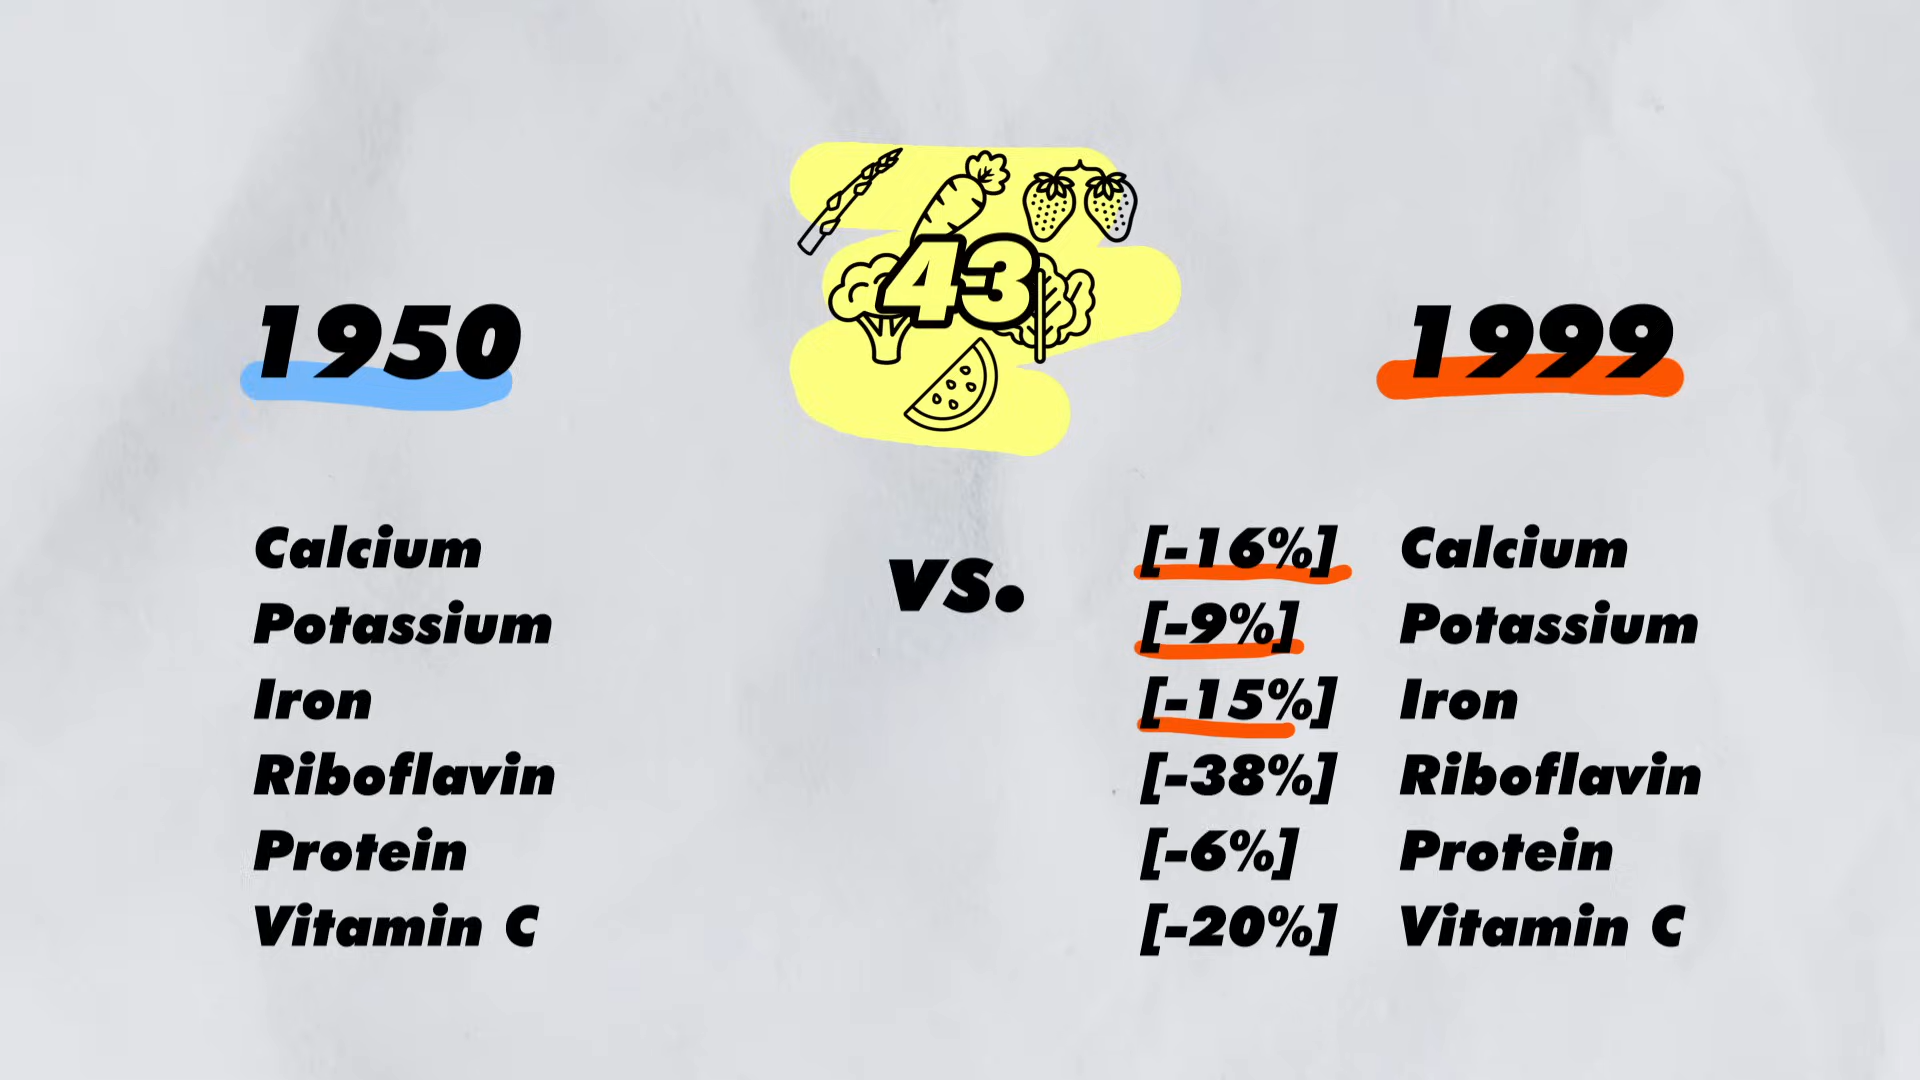 43
1950
1999
vs.
Calcium
Potassium
Iron
Riboflavin
Protein
Vitamin C
[-16%] Calcium
[-9%] Potassium
[-15%] Iron
[-38%] Riboflavin
[-6%] Protein
[-20%] Vitamin C